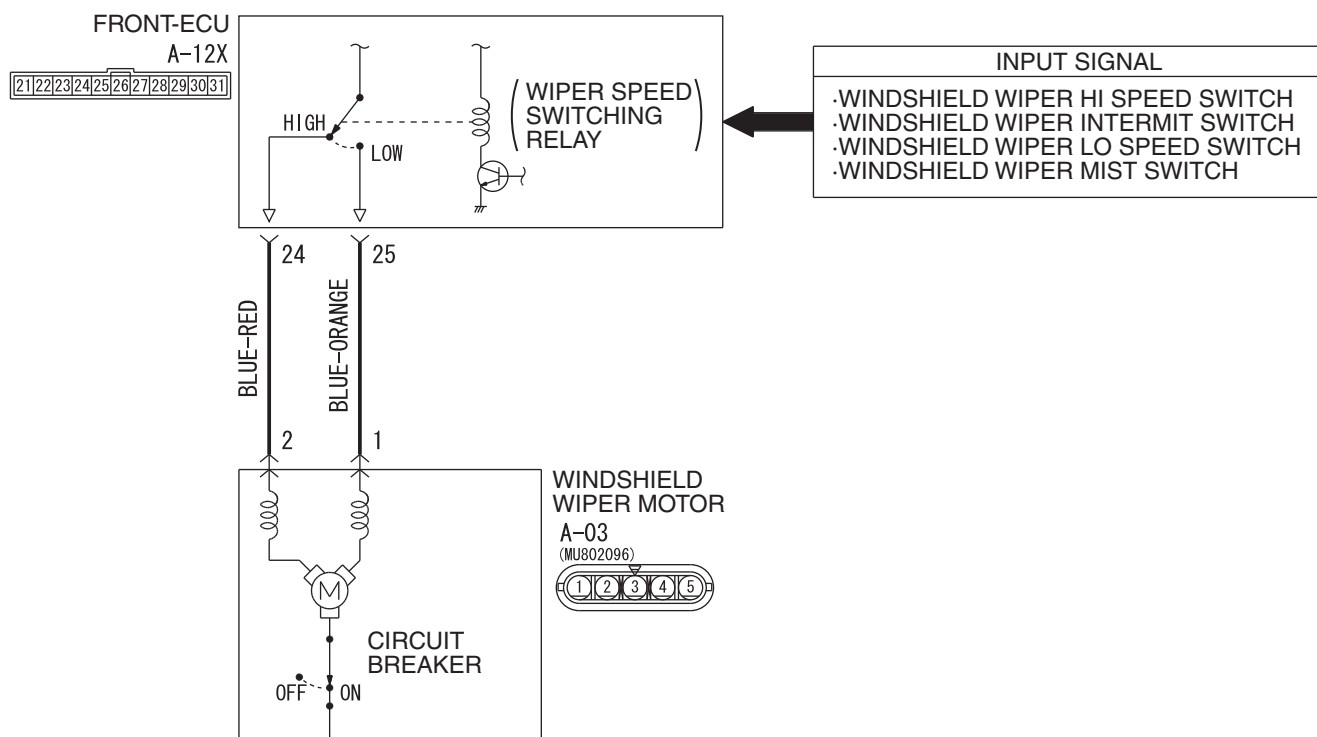 FRONT-ECU
A-12X
21 22 23 24 25 26 27 28 29 30 31
HIGH
LOW
(WIPER SPEED
SWITCHING
RELAY)
INPUT SIGNAL
·WINDSHIELD WIPER HI SPEED SWITCH
·WINDSHIELD WIPER INTERMIT SWITCH
·WINDSHIELD WIPER LO SPEED SWITCH
·WINDSHIELD WIPER MIST SWITCH
24
25
BLUE-RED
BLUE-ORANGE
2
1
WINDSHIELD
WIPER MOTOR
A-03
(MU802096)
1 2 3 4 5
M
CIRCUIT
BREAKER
OFF
ON